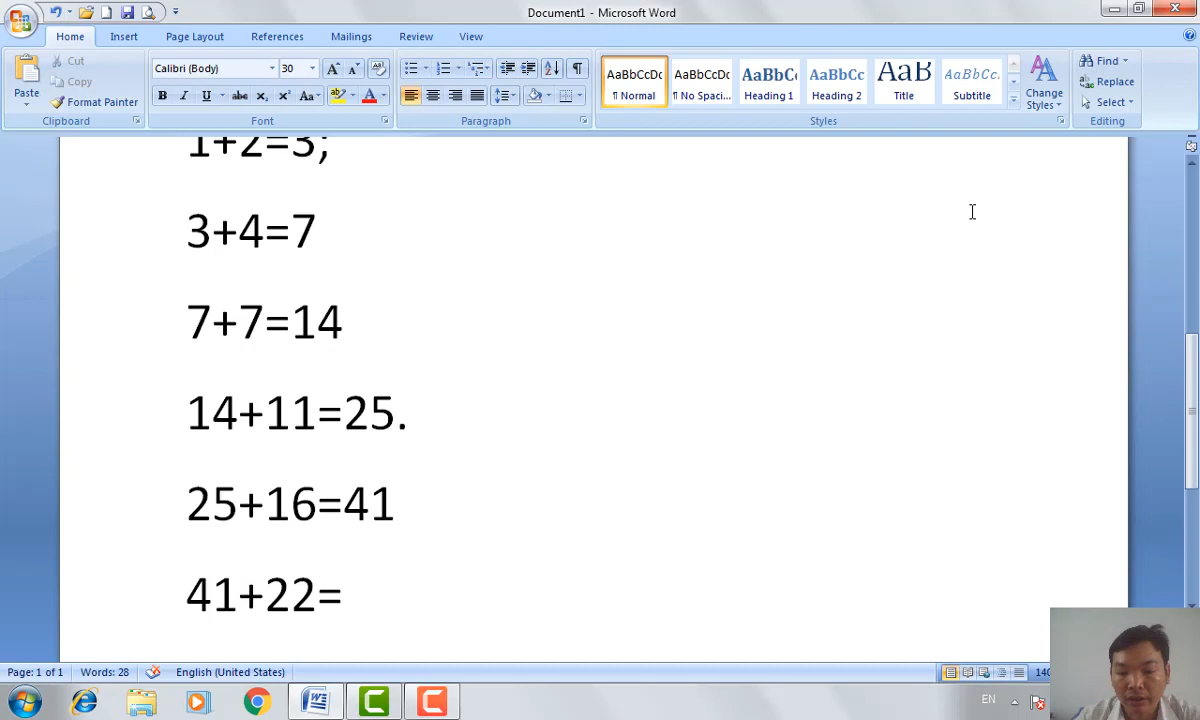 Document1 - Microsoft Word
Home Insert Page Layout References Mailings Review View
Paste
Cut
Copy
Format Painter
Clipboard
Calibri (Body) 30
Font
Paragraph
AaBbCcDc AaBbCcDc AaBbC AaBbCc AaB AaBbCc.
¶ Normal ¶ No Spaci... Heading 1 Heading 2 Title Subtitle
Change
Styles
Styles
Find
Replace
Select
Editing
1+2=3;
3+4=7
7+7=14
14+11=25.
25+16=41
41+22=
Page: 1 of 1 Words: 28 English (United States)
EN